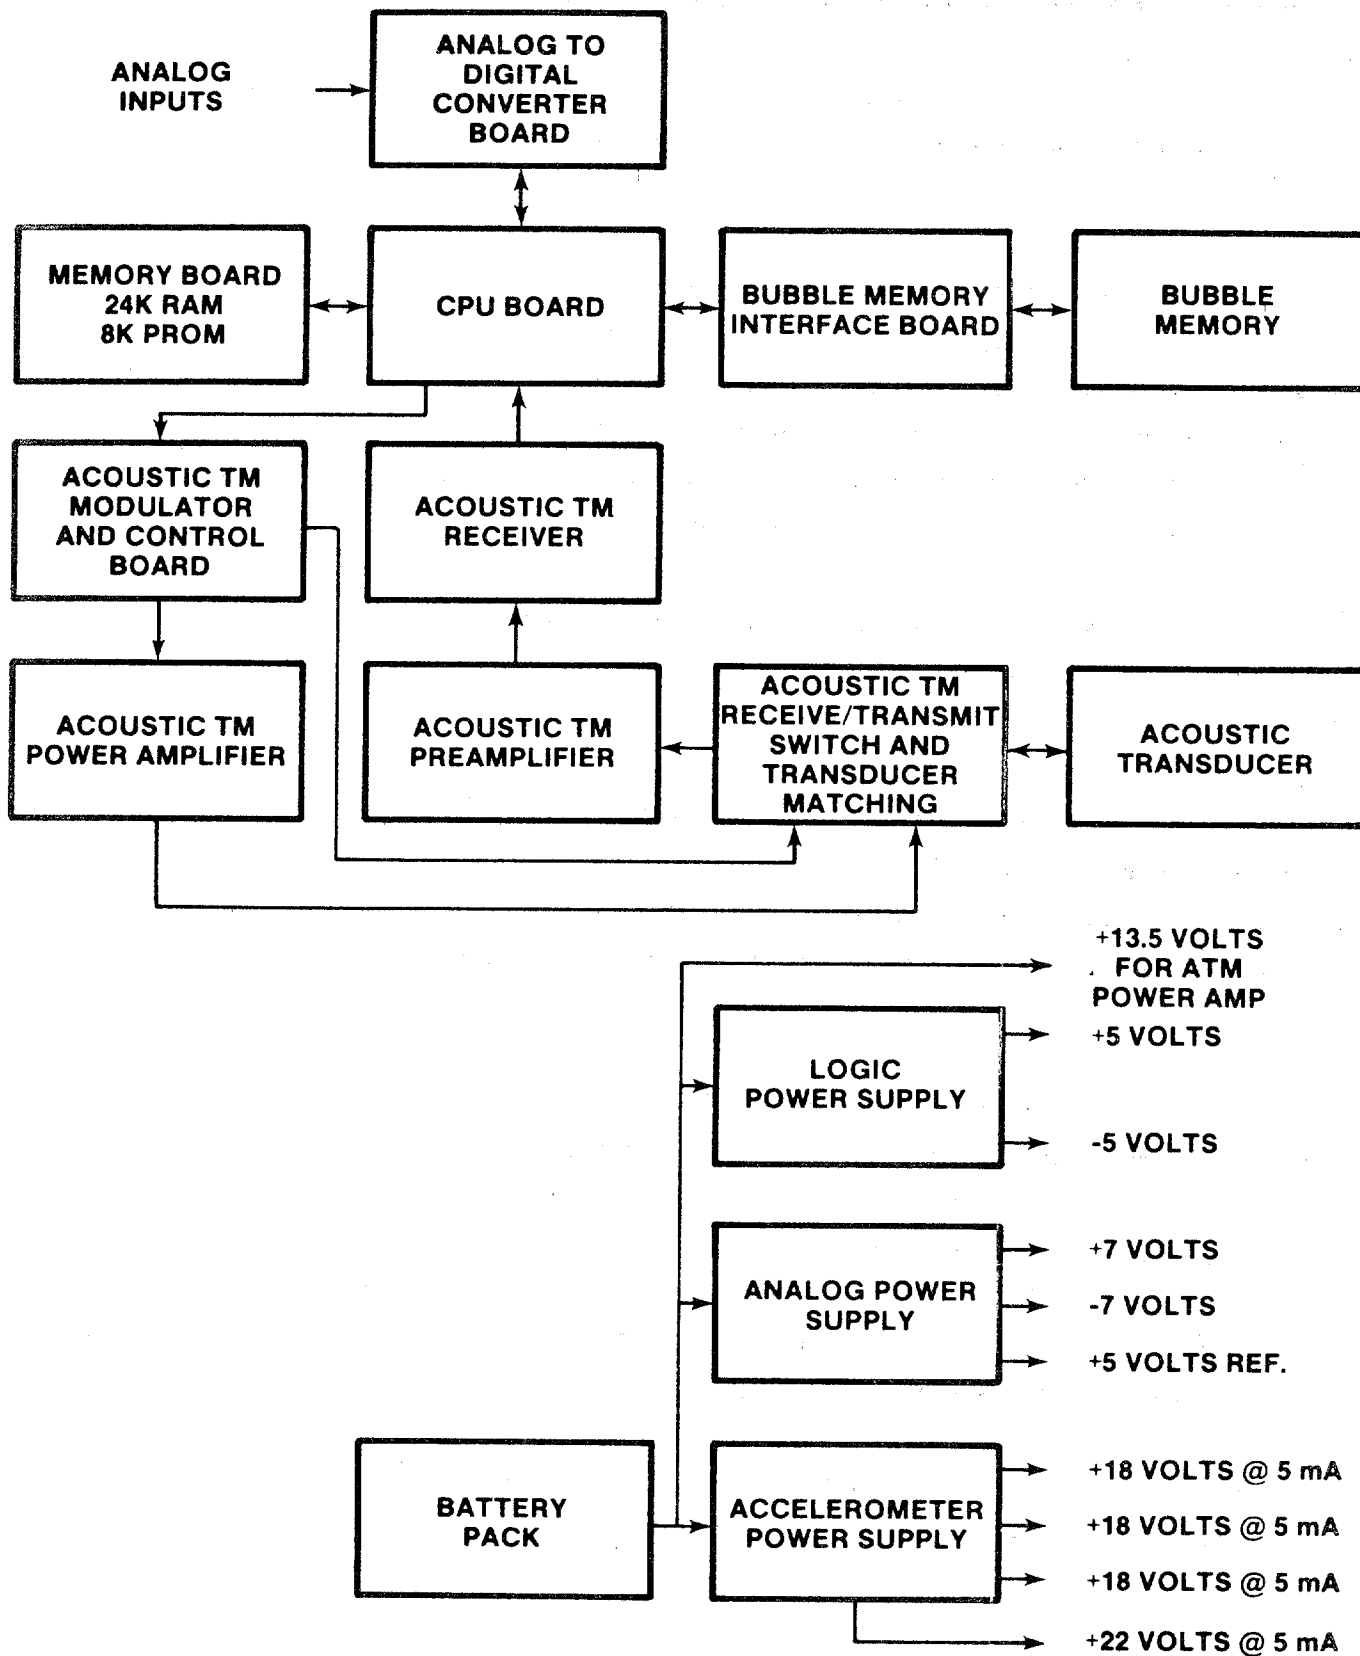 ANALOG
INPUTS
ANALOG TO
DIGITAL
CONVERTER
BOARD
MEMORY BOARD
24K RAM
8K PROM
CPU BOARD
BUBBLE MEMORY
INTERFACE BOARD
BUBBLE
MEMORY
ACOUSTIC TM
MODULATOR
AND CONTROL
BOARD
ACOUSTIC TM
RECEIVER
ACOUSTIC TM
POWER AMPLIFIER
ACOUSTIC TM
PREAMPLIFIER
ACOUSTIC TM
RECEIVE/TRANSMIT
SWITCH AND
TRANSDUCER
MATCHING
ACOUSTIC
TRANSDUCER
+13.5 VOLTS
FOR ATM
POWER AMP
LOGIC
POWER SUPPLY
+5 VOLTS
-5 VOLTS
ANALOG POWER
SUPPLY
+7 VOLTS
-7 VOLTS
+5 VOLTS REF.
BATTERY
PACK
ACCELEROMETER
POWER SUPPLY
+18 VOLTS @ 5 mA
+18 VOLTS @ 5 mA
+18 VOLTS @ 5 mA
+22 VOLTS @ 5 mA